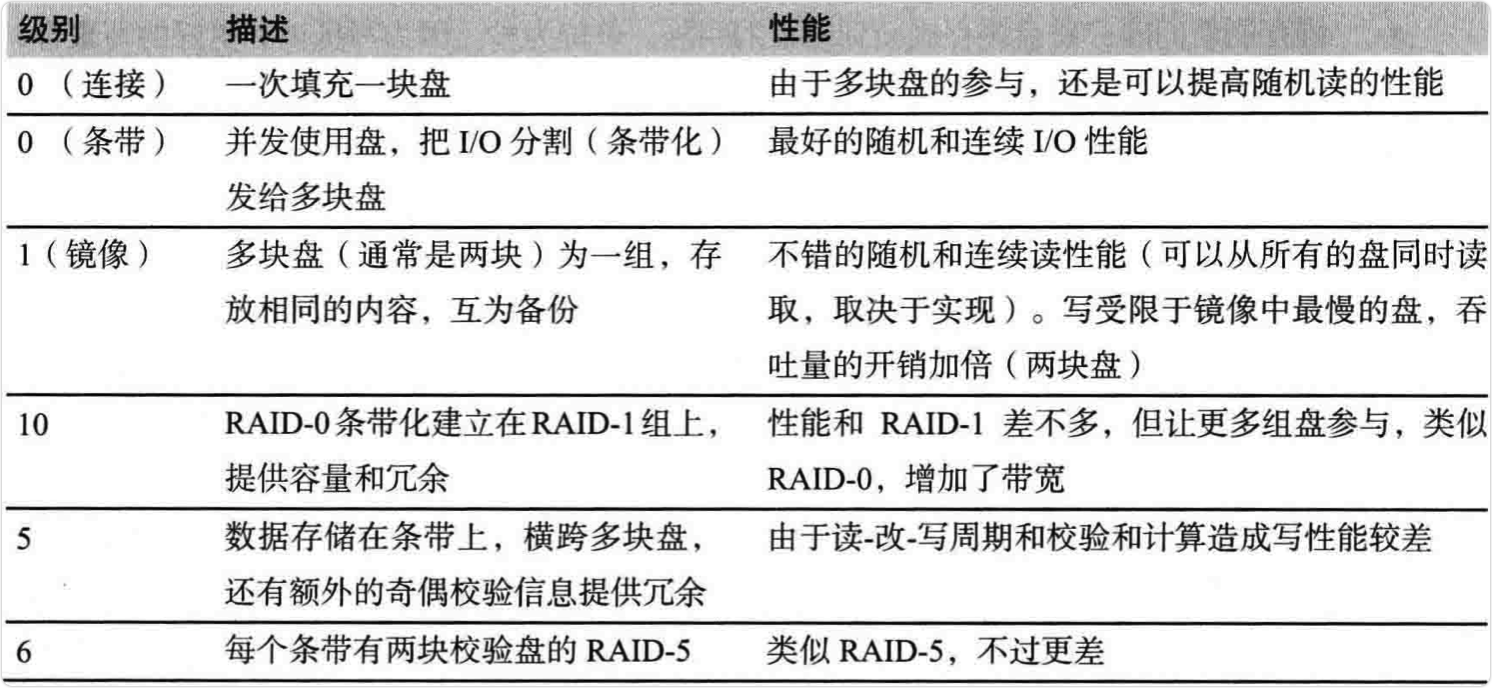 级别 描述 性能
0 （连接） 一次填充一块盘 由于多块盘的参与，还是可以提高随机读的性能
0 （条带） 并发使用盘，把 I/O 分割（条带化） 最好的随机和连续 I/O 性能
发给多块盘
1（镜像） 多块盘（通常是两块）为一组，存 不错的随机和连续读性能（可以从所有的盘同时读
放相同的内容，互为备份 取，取决于实现）。写受限于镜像中最慢的盘，吞
吐量的开销加倍（两块盘）
10 RAID-0 条带化建立在 RAID-1 组上， 性能和 RAID-1 差不多，但让更多组盘参与，类似
提供容量和冗余 RAID-0，增加了带宽
5 数据存储在条带上，横跨多块盘， 由于读-改-写周期和校验和计算造成写性能较差
还有额外的奇偶校验信息提供冗余
6 每个条带有两块校验盘的 RAID-5 类似 RAID-5，不过更差